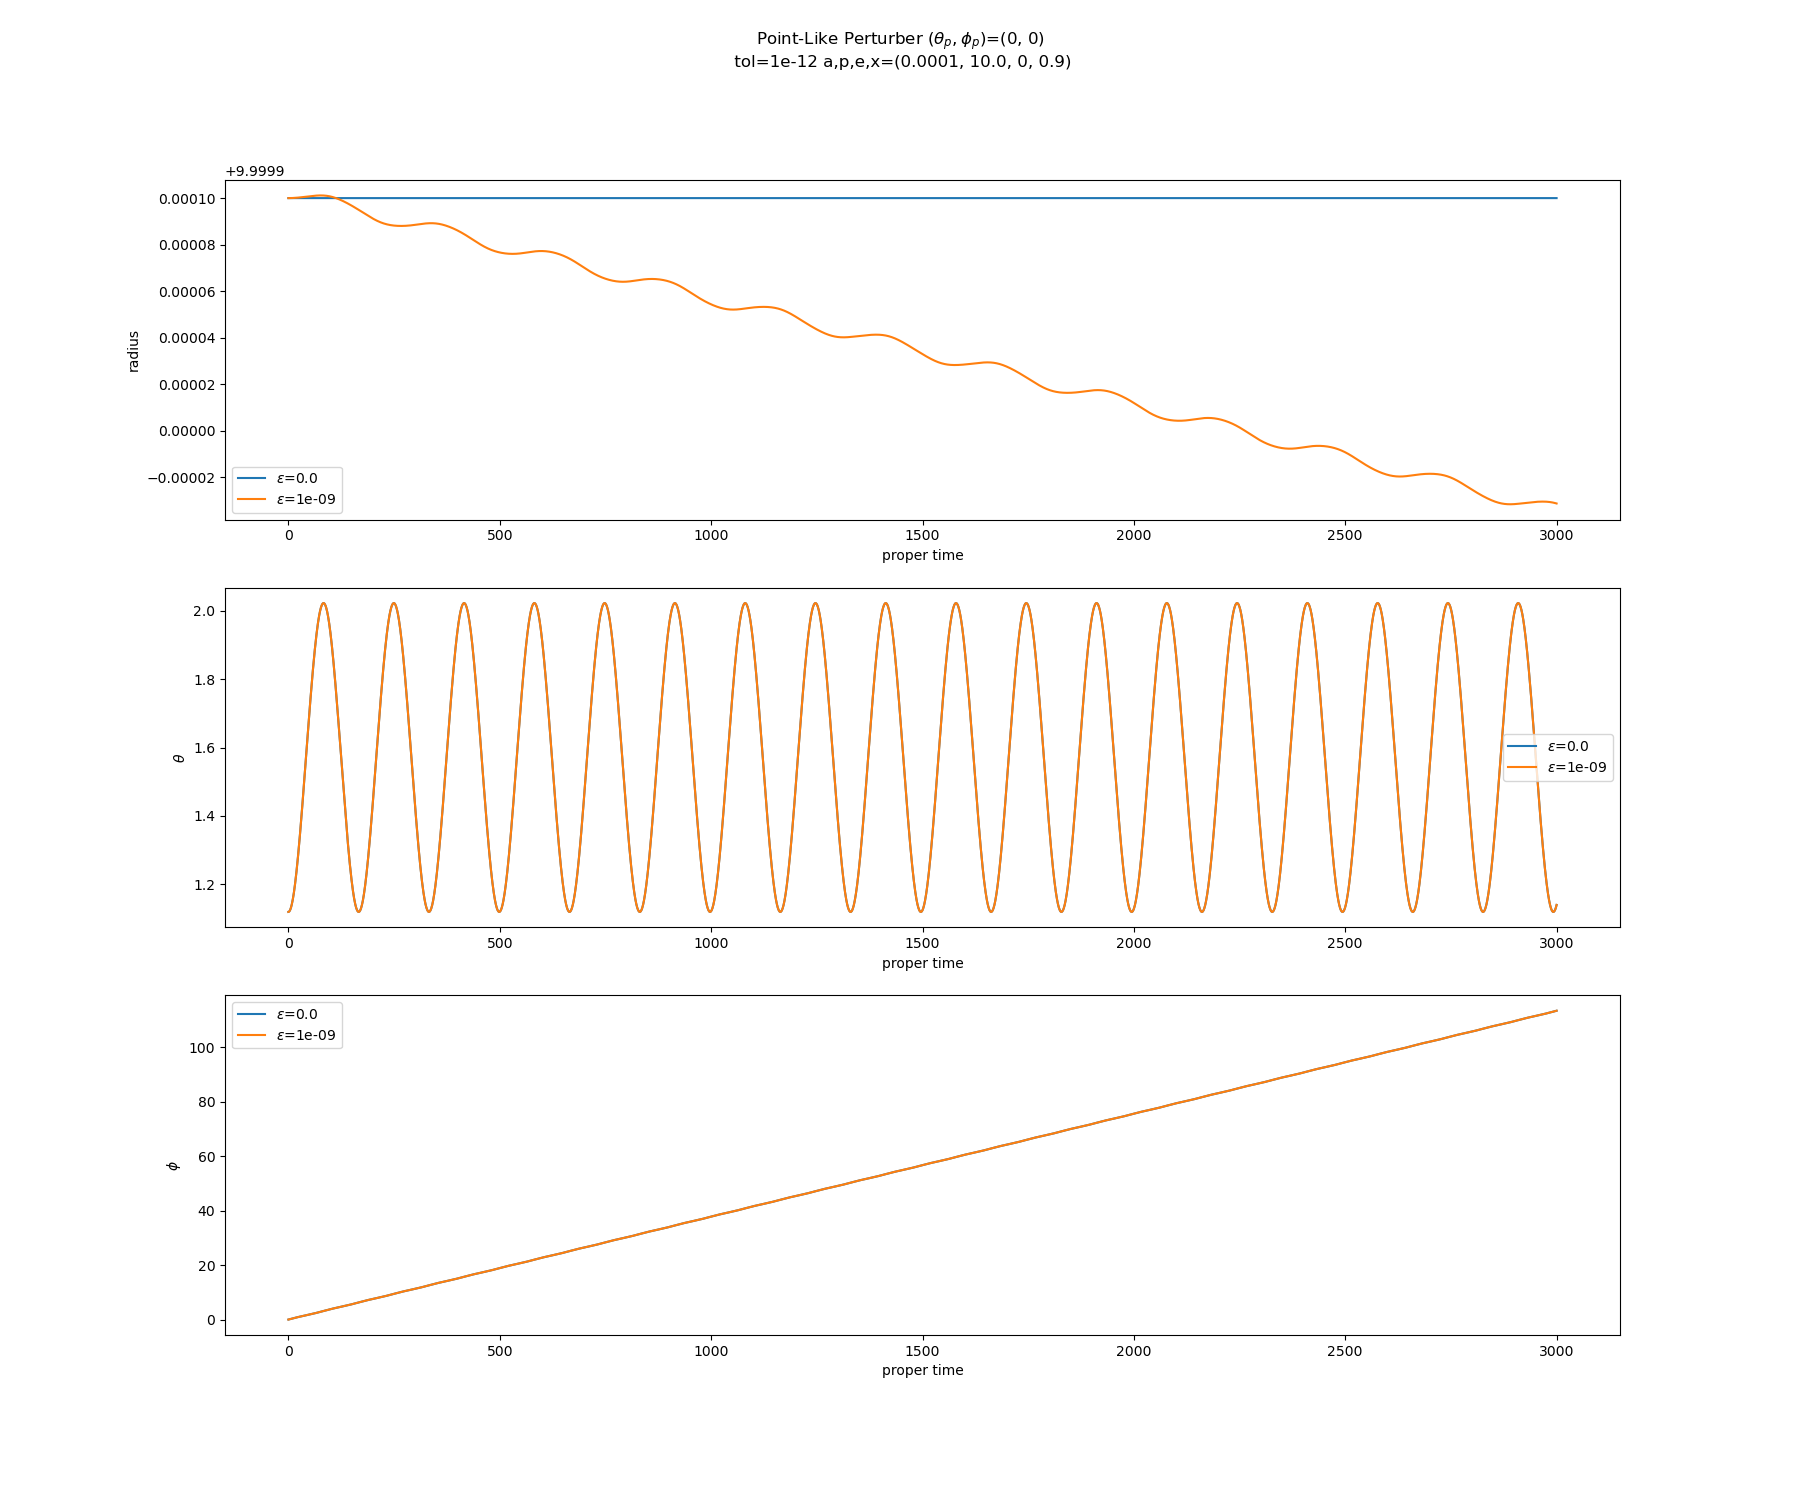 Point-Like Perturber (θp, ϕp)=(0, 0)
tol=1e-12 a,p,e,x=(0.0001, 10.0, 0, 0.9)
+9.9999
0.00010
0.00008
0.00006
0.00004
0.00002
0.00000
−0.00002
radius
ε=0.0
ε=1e-09
0 500 1000 1500 2000 2500 3000
proper time
2.0
1.8
1.6
1.4
1.2
θ
ε=0.0
ε=1e-09
0 500 1000 1500 2000 2500 3000
proper time
ε=0.0
ε=1e-09
100
80
60
40
20
0
ϕ
0 500 1000 1500 2000 2500 3000
proper time